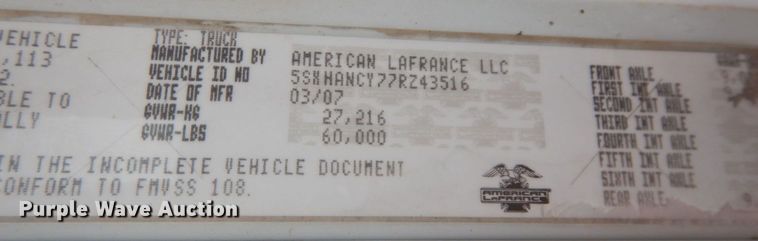 VEHICLE
,113
2.
BLE TO
LLY
TYPE: TRUCK
MANUFACTURED BY AMERICAN LAFRANCE LLC
VEHICLE ID NO 5SXHANCY77RZ43516
DATE OF MFR 03/07
GVWR-KG 27,216
GVWR-LBS 60,000
IN THE INCOMPLETE VEHICLE DOCUMENT
CONFORM TO FMVSS 108.
FRONT AXLE
FIRST INT AXLE
SECOND INT AXLE
THIRD INT AXLE
FOURTH INT AXLE
FIFTH INT AXLE
SIXTH INT AXLE
REAR AXLE
AMERICAN
LAFRANCE
Purple Wave Auction